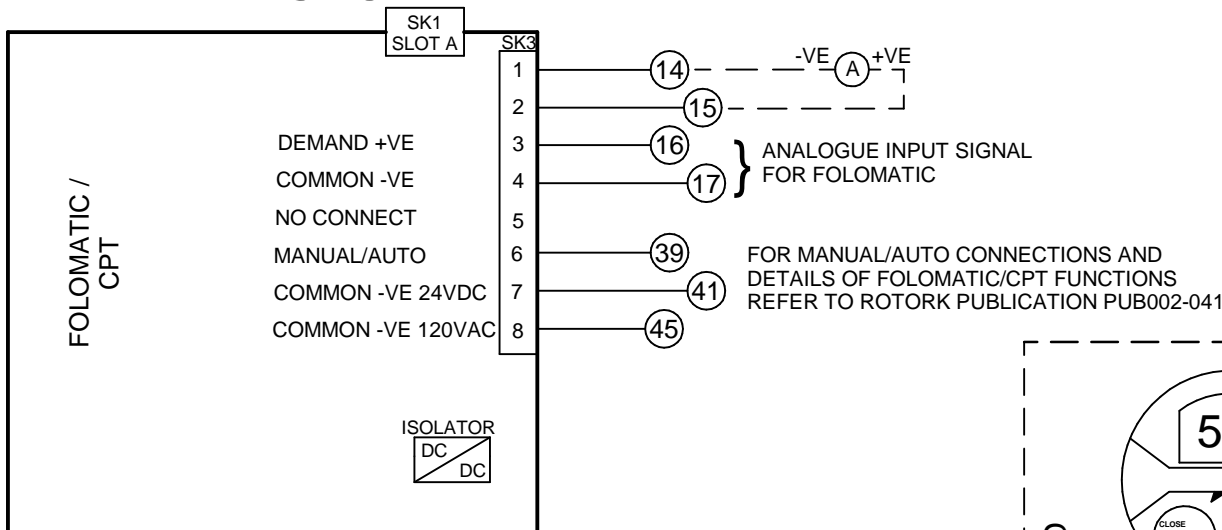 SK1
SLOT A
SK3
1
14
-VE
A
+VE
2
15
DEMAND +VE
3
16
ANALOGUE INPUT SIGNAL
FOR FOLOMATIC
COMMON -VE
4
17
NO CONNECT
5
MANUAL/AUTO
6
39
FOR MANUAL/AUTO CONNECTIONS AND
DETAILS OF FOLOMATIC/CPT FUNCTIONS
REFER TO ROTORK PUBLICATION PUB002-041
COMMON -VE 24VDC
7
41
COMMON -VE 120VAC
8
45
FOLOMATIC /
CPT
ISOLATOR
DC
DC
5
CLOSE